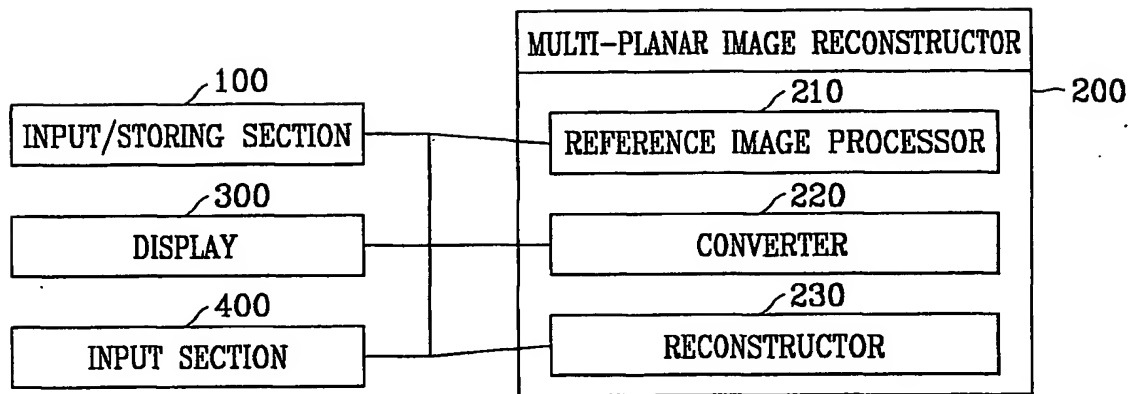 MULTI-PLANAR IMAGE RECONSTRUCTOR
100
210
200
INPUT/STORING SECTION
REFERENCE IMAGE PROCESSOR
300
220
DISPLAY
CONVERTER
400
230
INPUT SECTION
RECONSTRUCTOR